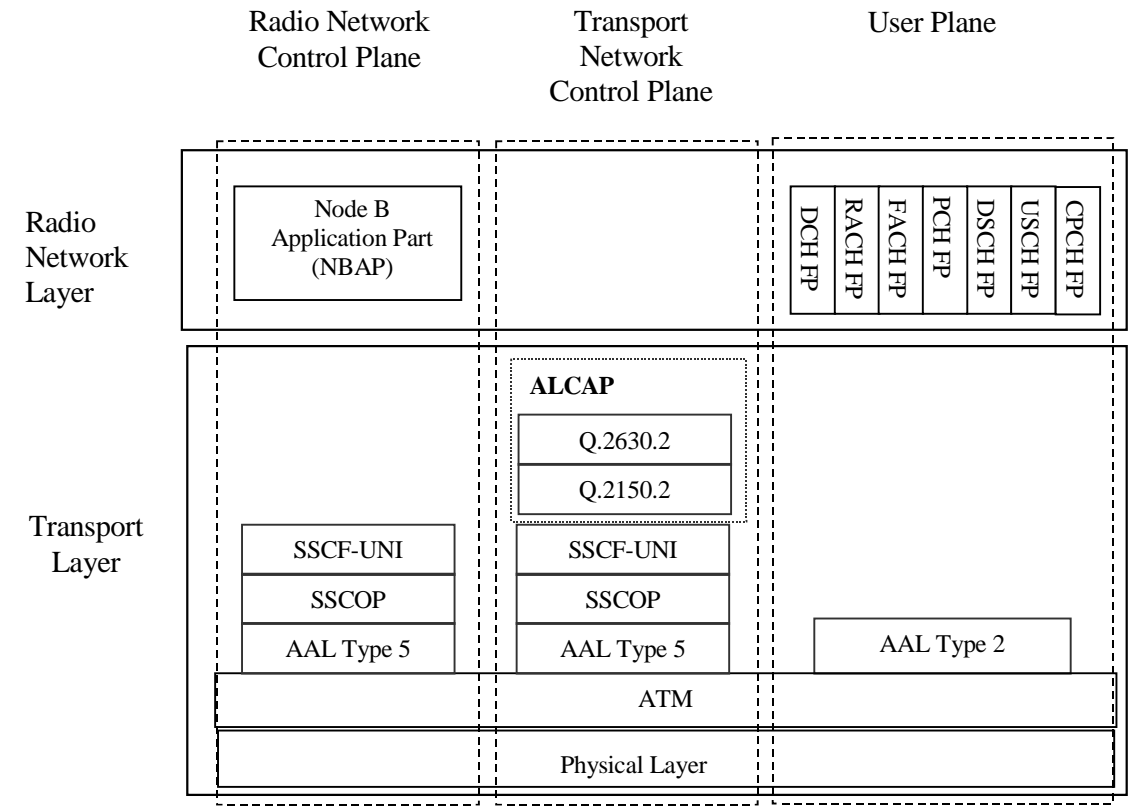 Radio Network
Control Plane
Transport
Network
Control Plane
User Plane
Radio
Network
Layer
Node B
Application Part
(NBAP)
DCH FP
RACH FP
FACH FP
PCH FP
DSCH FP
USCH FP
CPCH FP
Transport
Layer
ALCAP
Q.2630.2
Q.2150.2
SSCF-UNI
SSCF-UNI
SSCOP
SSCOP
AAL Type 5
AAL Type 5
AAL Type 2
ATM
Physical Layer